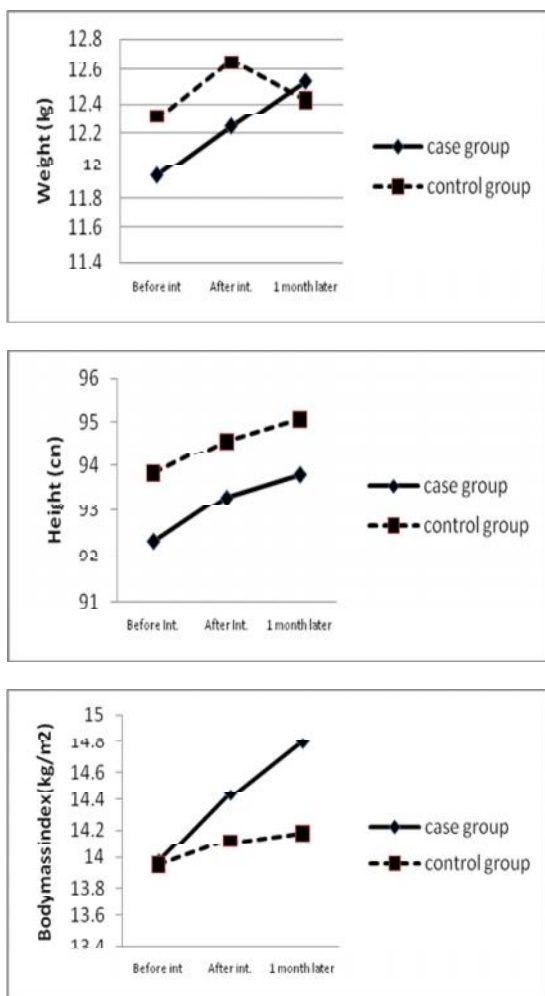 12.8
12.6
12.4
12.2
12
11.8
11.6
11.4
Weight (kg)
Before int
After int.
1 month later
case group
control group
96
95
94
93
92
91
Height (cn)
Before Int.
After Int.
1 month later
case group
control group
15
14.8
14.6
14.4
14.2
14
13.8
13.6
13.4
Bodymassindex(kg/m2)
Before int
After int.
1 month later
case group
control group